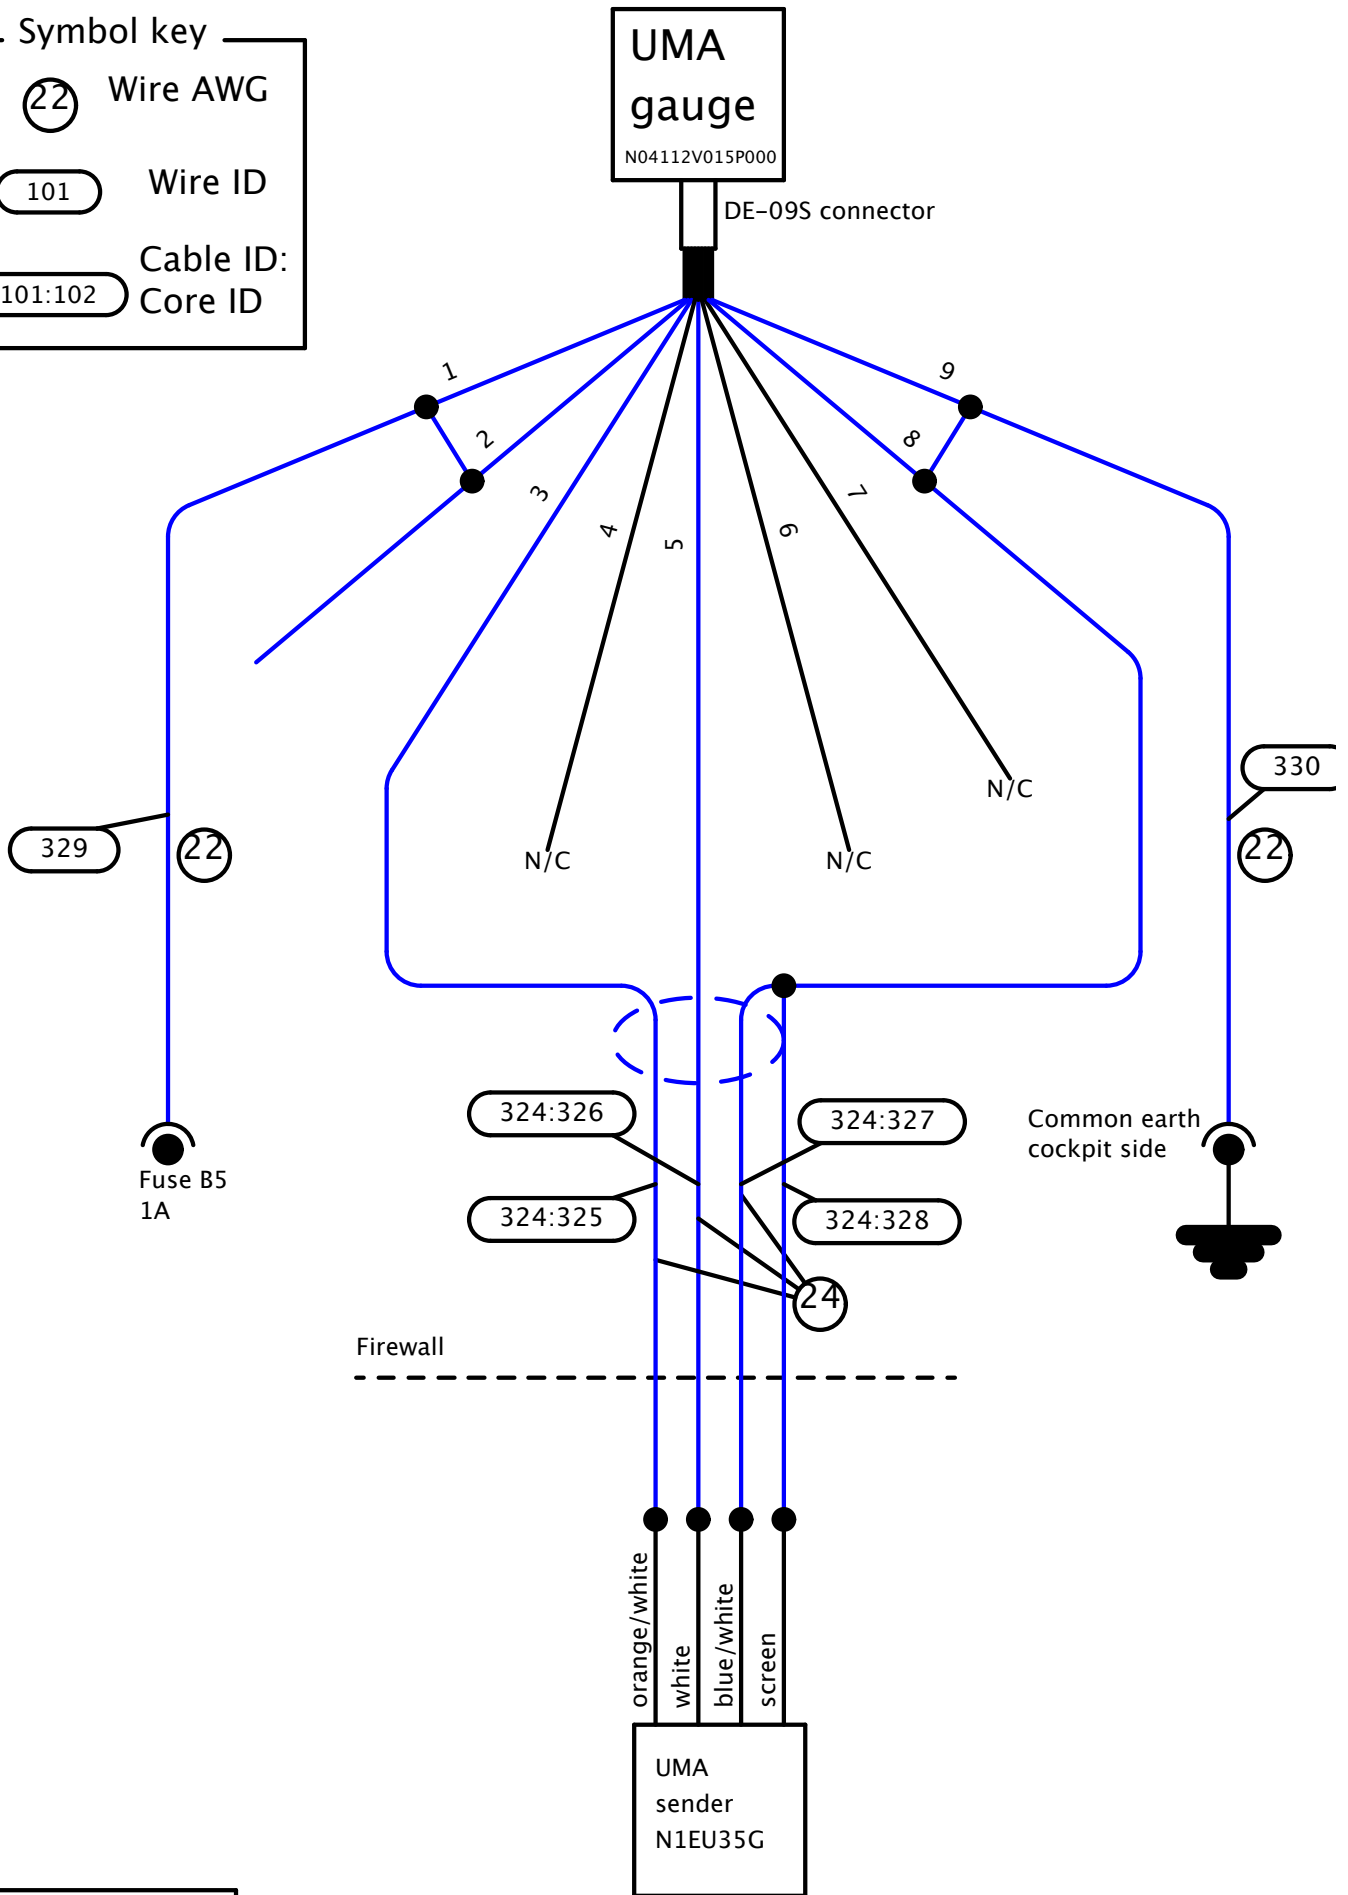 Symbol key
22 Wire AWG
101 Wire ID
101:102 Cable ID:
Core ID
UMA
gauge
N04112V015P000
DE-09S connector
1
2
3
4
5
6
7
8
9
N/C
N/C
N/C
329
22
330
22
Fuse B5
1A
324:326
324:325
324:327
324:328
24
Common earth
cockpit side
Firewall
orange/white
white
blue/white
screen
UMA
sender
N1EU35G